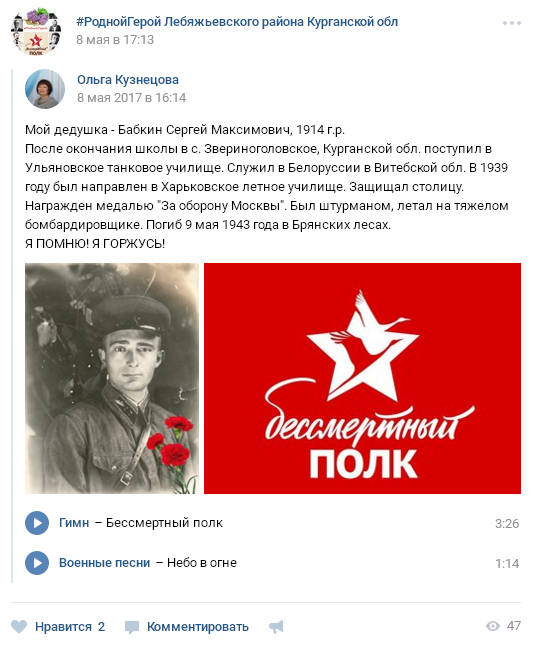 #РоднойГерой Лебяжьевского района Курганской обл
8 мая в 17:13
Ольга Кузнецова
8 мая 2017 в 16:14
Мой дедушка - Бабкин Сергей Максимович, 1914 г.р.
После окончания школы в с. Звериноголовское, Курганской обл. поступил в
Ульяновское танковое училище. Служил в Белоруссии в Витебской обл. В 1939
году был направлен в Харьковское летное училище. Защищал столицу.
Награжден медалью "За оборону Москвы". Был штурманом, летал на тяжелом
бомбардировщике. Погиб 9 мая 1943 года в Брянских лесах.
Я ПОМНЮ! Я ГОРЖУСЬ!
бессмертный
ПОЛК
Гимн – Бессмертный полк 3:26
Военные песни – Небо в огне 1:14
Нравится 2 Комментировать 47